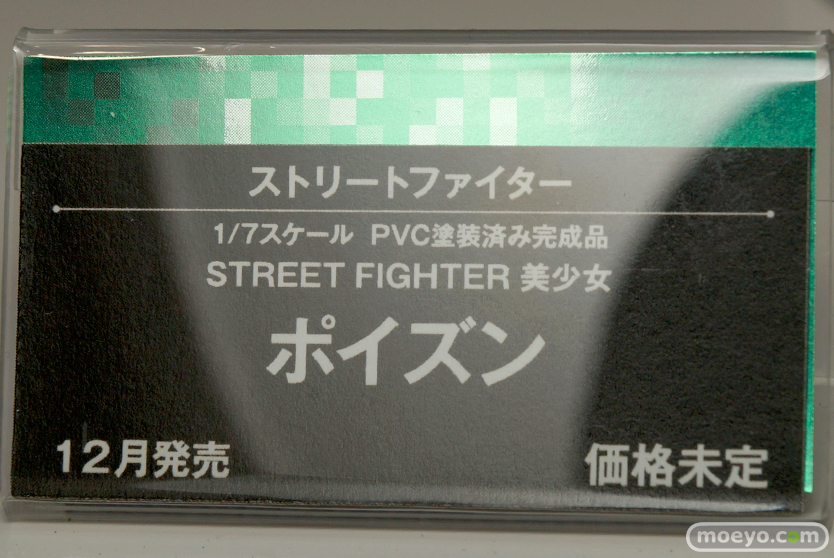 ストリートファイター
1/7スケール PVC塗装済み完成品
STREET FIGHTER 美少女
ポイズン
12月発売
価格未定
moeyo.com